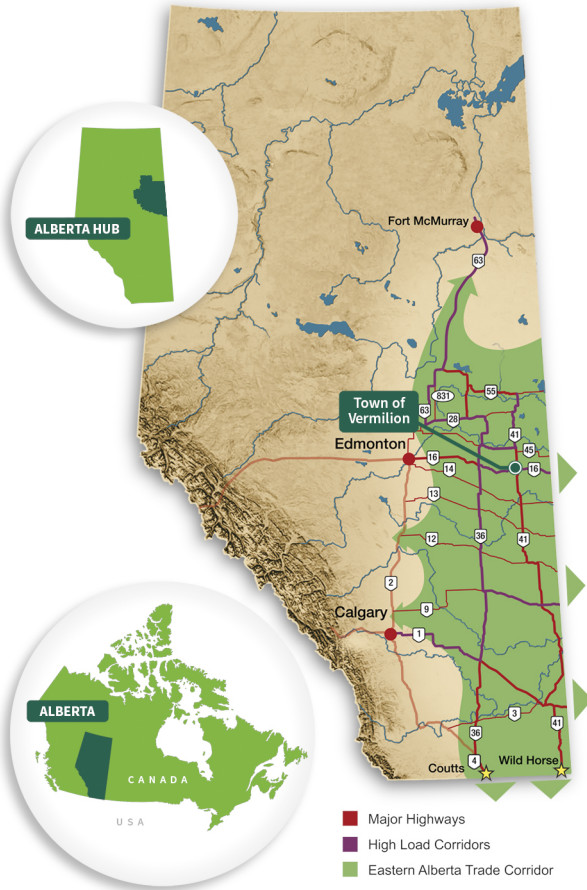 Fort McMurray
63
ALBERTA HUB
55
831
Town of
Vermilion
63
28
41
Edmonton
45
16
14
16
13
12
36
41
2
Calgary
9
1
ALBERTA
3
41
36
4
Coutts
Wild Horse
CANADA
USA
Major Highways
High Load Corridors
Eastern Alberta Trade Corridor